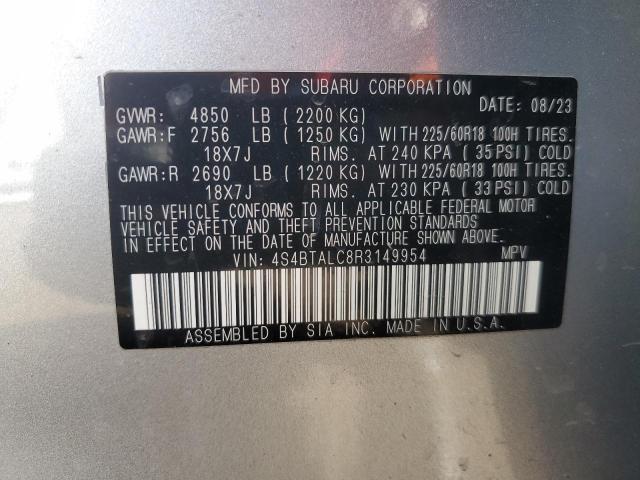 MFD BY SUBARU CORPORATION
DATE: 08/23
GVWR: 4850 LB ( 2200 KG)
GAWR:F 2756 LB ( 1250 KG) WITH 225/60R18 100H TIRES.
18X7J RIMS. AT 240 KPA ( 35 PSI) COLD
GAWR:R 2690 LB ( 1220 KG) WITH 225/60R18 100H TIRES.
18X7J RIMS. AT 230 KPA ( 33 PSI) COLD
THIS VEHICLE CONFORMS TO ALL APPLICABLE FEDERAL MOTOR
VEHICLE SAFETY AND THEFT PREVENTION STANDARDS
IN EFFECT ON THE DATE OF MANUFACTURE SHOWN ABOVE.
VIN: 4S4BTALC8R3149954 MPV
ASSEMBLED BY SIA INC. MADE IN U.S.A.